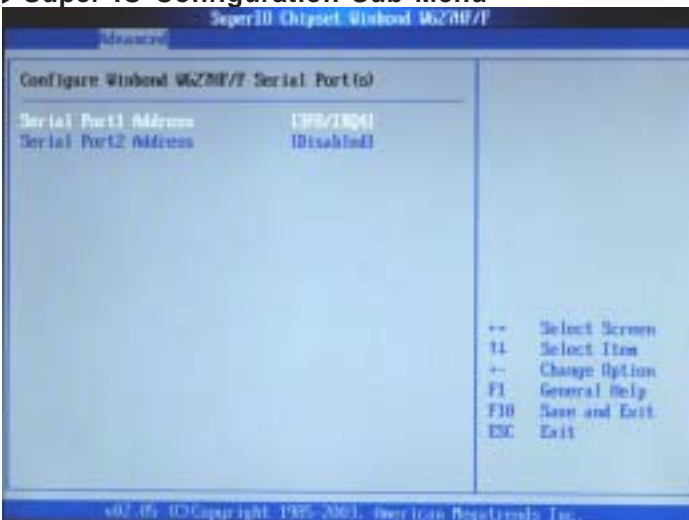 Super IO Configuration Sub Menu
SuperIO Chipset Winbond
Advanced
Configure Winbond Serial Port(s)
Serial Port1 Address [3F8/IRQ4]
Serial Port2 Address [Disabled]
Select Screen
↑↓ Select Item
+- Change Option
F1 General Help
F10 Save and Exit
ESC Exit
v02.05 (C)Copyright 1985-2003, American Megatrends Inc.